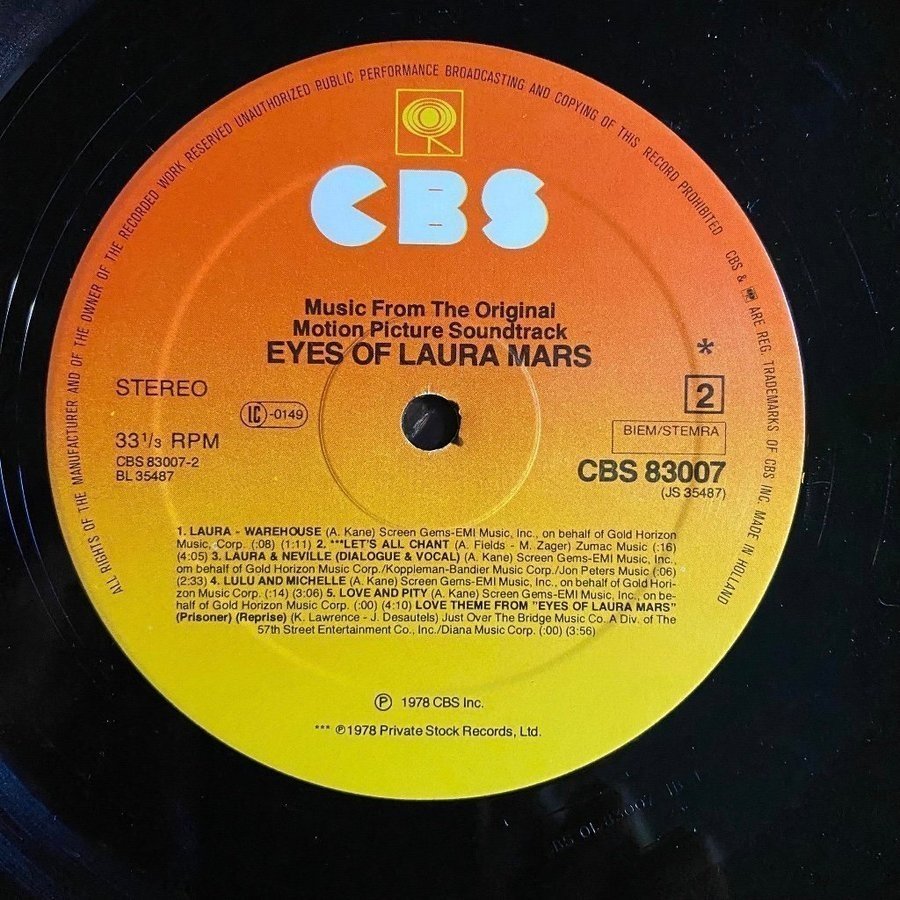 ALL RIGHTS OF THE MANUFACTURER AND OF THE OWNER OF THE RECORDED WORK RESERVED UNAUTHORIZED PUBLIC PERFORMANCE BROADCASTING AND COPYING OF THIS RECORD PROHIBITED
CBS & ARE REG. TRADEMARKS OF CBS INC. MADE IN HOLLAND
CBS
Music From The Original
Motion Picture Soundtrack
EYES OF LAURA MARS
*
STEREO
2
IC -0149
BIEM/STEMRA
33 1/3 RPM
CBS 83007-2
BL 35487
CBS 83007
(JS 35487)
1. LAURA - WAREHOUSE (A. Kane) Screen Gems-EMI Music, Inc., on behalf of Gold Horizon
Music, Corp. (:08) (1:11) 2. ***LET'S ALL CHANT (A. Fields - M. Zager) Zumac Music (:16)
(4:05) 3. LAURA & NEVILLE (DIALOGUE & VOCAL) (A. Kane) Screen Gems-EMI Music, Inc.,
om behalf of Gold Horizon Music Corp./Koppleman-Bandier Music Corp./Jon Peters Music (:06)
(2:33) 4. LULU AND MICHELLE (A. Kane) Screen Gems-EMI Music, Inc., on behalf of Gold Hori-
zon Music Corp. (:14) (3:06) 5. LOVE AND PITY (A. Kane) Screen Gems-EMI Music, Inc., on be-
half of Gold Horizon Music Corp. (:00) (4:10) LOVE THEME FROM "EYES OF LAURA MARS"
(Prisoner) (Reprise) (K. Lawrence - J. Desautels) Just Over The Bridge Music Co. A Div. of The
57th Street Entertainment Co., Inc./Diana Music Corp. (:00) (3:56)
℗ 1978 CBS Inc.
*** ℗1978 Private Stock Records, Ltd.